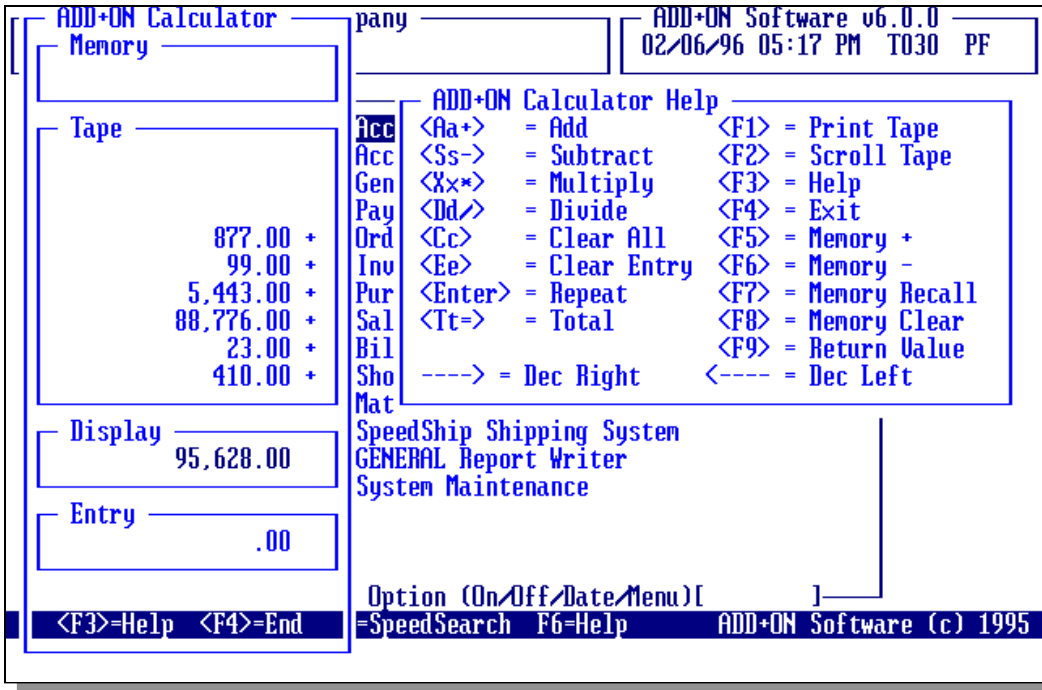 ADD+ON Calculator
Memory
Tape
877.00 +
99.00 +
5,443.00 +
88,776.00 +
23.00 +
410.00 +
Display
95,628.00
Entry
.00
<F3>=Help <F4>=End
pany
ADD+ON Software v6.0.0
02/06/96 05:17 PM T030 PF
ADD+ON Calculator Help
<Aa+> = Add <F1> = Print Tape
<Ss-> = Subtract <F2> = Scroll Tape
<Xx*> = Multiply <F3> = Help
<Dd/> = Divide <F4> = Exit
<Cc> = Clear All <F5> = Memory +
<Ee> = Clear Entry <F6> = Memory -
<Enter> = Repeat <F7> = Memory Recall
<Tt=> = Total <F8> = Memory Clear
<F9> = Return Value
----> = Dec Right <---- = Dec Left
Acc
Acc
Gen
Pay
Ord
Inv
Pur
Sal
Bil
Sho
Mat
SpeedShip Shipping System
GENERAL Report Writer
System Maintenance
Option (On/Off/Date/Menu)[ ]
=SpeedSearch F6=Help ADD+ON Software (c) 1995